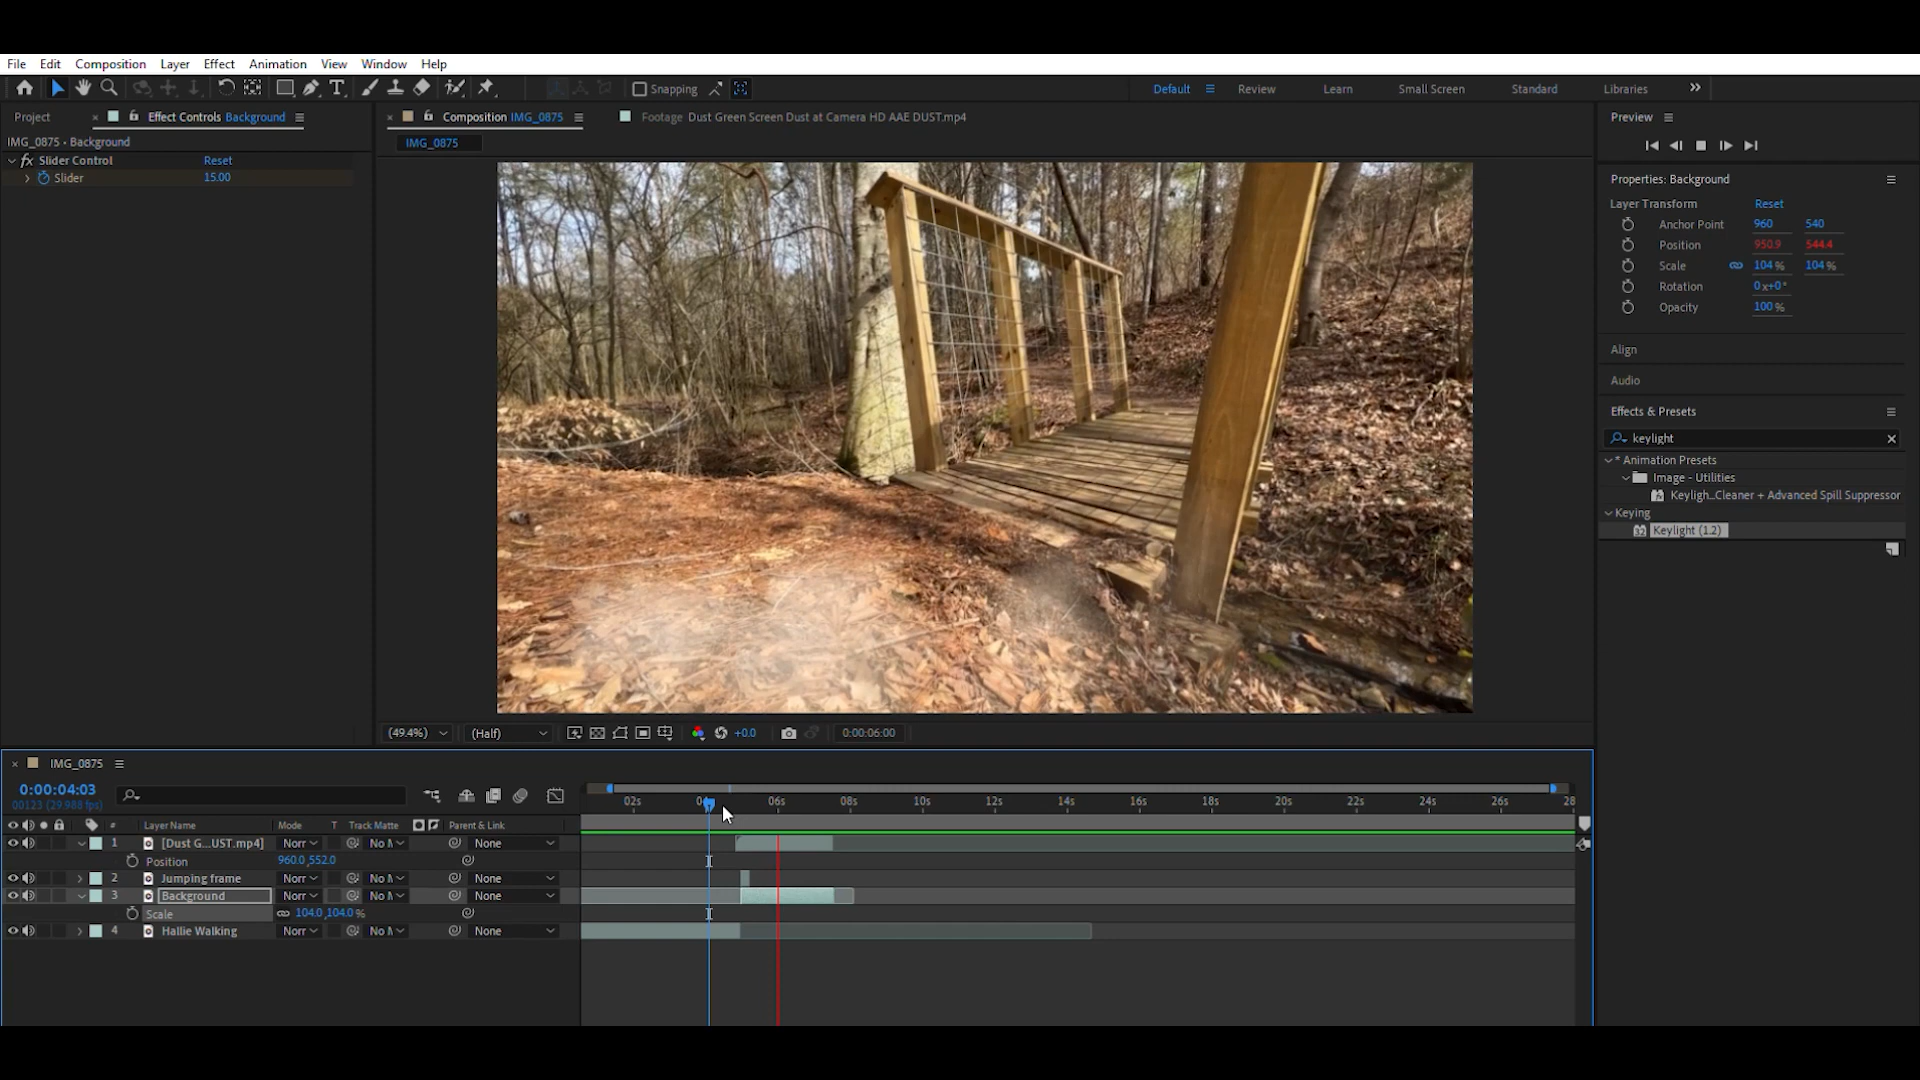 File Edit Composition Layer Effect Animation View Window Help
Snapping
Default Review Learn Small Screen Standard Libraries
Project Effect Controls Background
Composition IMG_0875 Footage Dust Green Screen Dust at Camera HD AAE DUST.mp4
Preview
IMG_0875 • Background
IMG_0875
fx Slider Control Reset
Slider 15.00
Properties: Background
Layer Transform Reset
Anchor Point 960 540
Position 950.9 544.4
Scale 104 % 104 %
Rotation 0x+0°
Opacity 100 %
Align
Audio
Effects & Presets
keylight
* Animation Presets
Image - Utilities
Keyligh...Cleaner + Advanced Spill Suppressor
Keying
Keylight (1.2)
(49.4%) (Half) +0.0 0:00:06:00
IMG_0875
0:00:04:03
00123 (29.988 fps)
02s 06s 08s 10s 12s 14s 16s 18s 20s 22s 24s 26s 28
# Layer Name Mode T Track Matte Parent & Link
1 [Dust G...UST.mp4] Norr No M None
Position 960.0,552.0
2 Jumping frame Norr No M None
3 Background Norr No M None
Scale 104.0,104.0 %
4 Hallie Walking Norr No M None